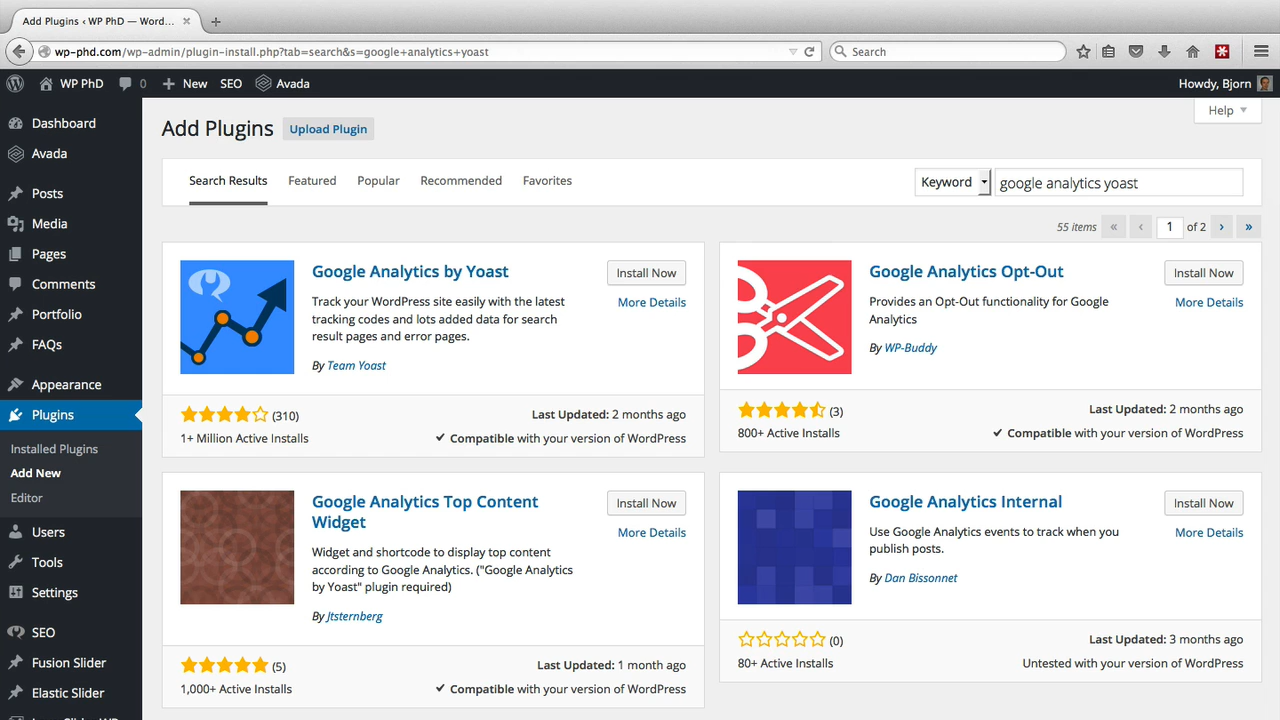 Add Plugins ‹ WP PhD — Word...
wp-phd.com/wp-admin/plugin-install.php?tab=search&s=google+analytics+yoast
Search
WP PhD
0
New
SEO
Avada
Howdy, Bjorn
Dashboard
Avada
Posts
Media
Pages
Comments
Portfolio
FAQs
Appearance
Plugins
Installed Plugins
Add New
Editor
Users
Tools
Settings
SEO
Fusion Slider
Elastic Slider
Help
Add Plugins
Upload Plugin
Search Results
Featured
Popular
Recommended
Favorites
Keyword
google analytics yoast
55 items « ‹ 1 of 2 › »
Google Analytics by Yoast
Install Now
More Details
Track your WordPress site easily with the latest
tracking codes and lots added data for search
result pages and error pages.
By Team Yoast
(310)
Last Updated: 2 months ago
1+ Million Active Installs
✔ Compatible with your version of WordPress
Google Analytics Opt-Out
Install Now
More Details
Provides an Opt-Out functionality for Google
Analytics
By WP-Buddy
(3)
Last Updated: 2 months ago
800+ Active Installs
✔ Compatible with your version of WordPress
Google Analytics Top Content
Widget
Install Now
More Details
Widget and shortcode to display top content
according to Google Analytics. ("Google Analytics
by Yoast" plugin required)
By Jtsternberg
(5)
Last Updated: 1 month ago
1,000+ Active Installs
✔ Compatible with your version of WordPress
Google Analytics Internal
Install Now
More Details
Use Google Analytics events to track when you
publish posts.
By Dan Bissonnet
(0)
Last Updated: 3 months ago
80+ Active Installs
Untested with your version of WordPress